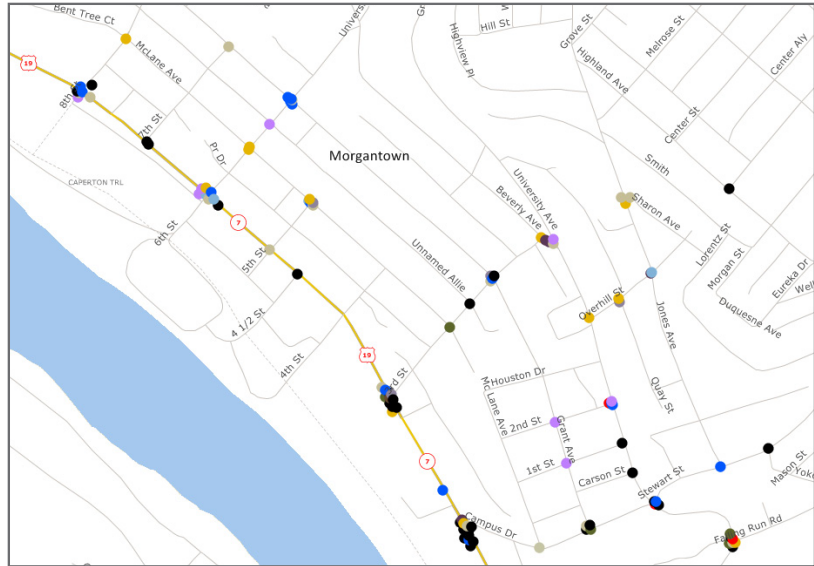 Bent Tree Ct
McLane Ave
Hill St
Highview Pl
Grove St
Melrose St
Center Aly
Highland Ave
Center St
19
8th
7th St
Pr Dr
Morgantown
Smith
CAPERTON TRL
University Ave
Beverly Ave
Sharon Ave
6th St
7
Unnamed Allie
Lorentz St
Morgan St
Eureka Dr
5th St
Overhill St
Jones Ave
Duquesne Ave
4 1/2 St
19
4th St
Houston Dr
Mc Lane Ave
Quay St
2nd St
Grant Ave
7
1st St
Carson St
Stewart St
Mason St
Campus Dr